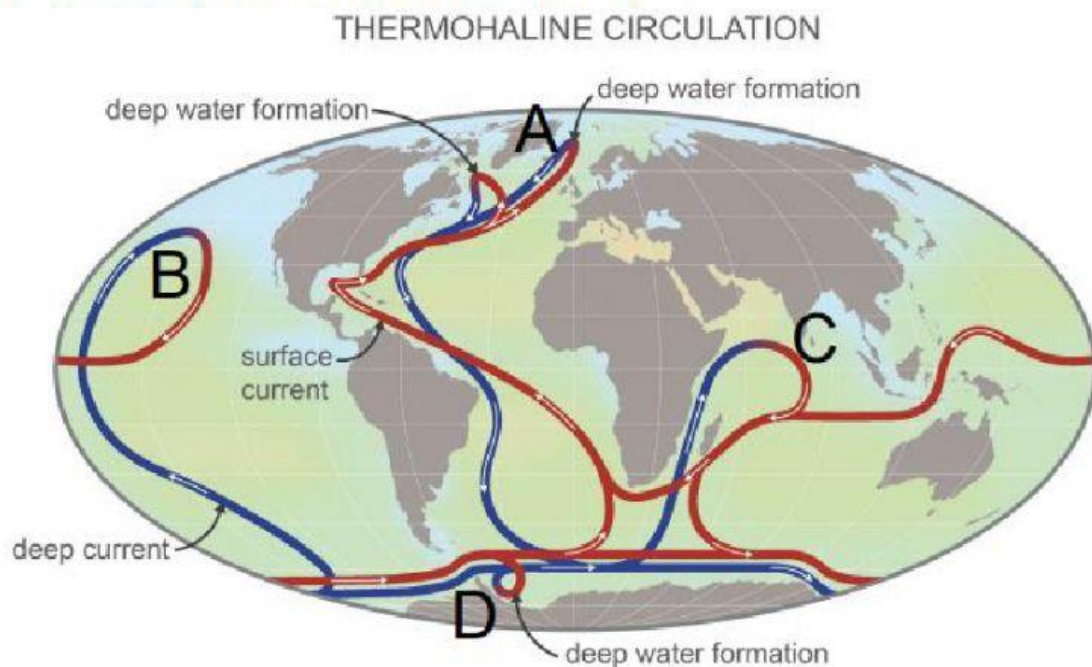 THERMOHALINE CIRCULATION
deep water formation
deep water formation
A
B
C
surface
current
deep current
D
deep water formation